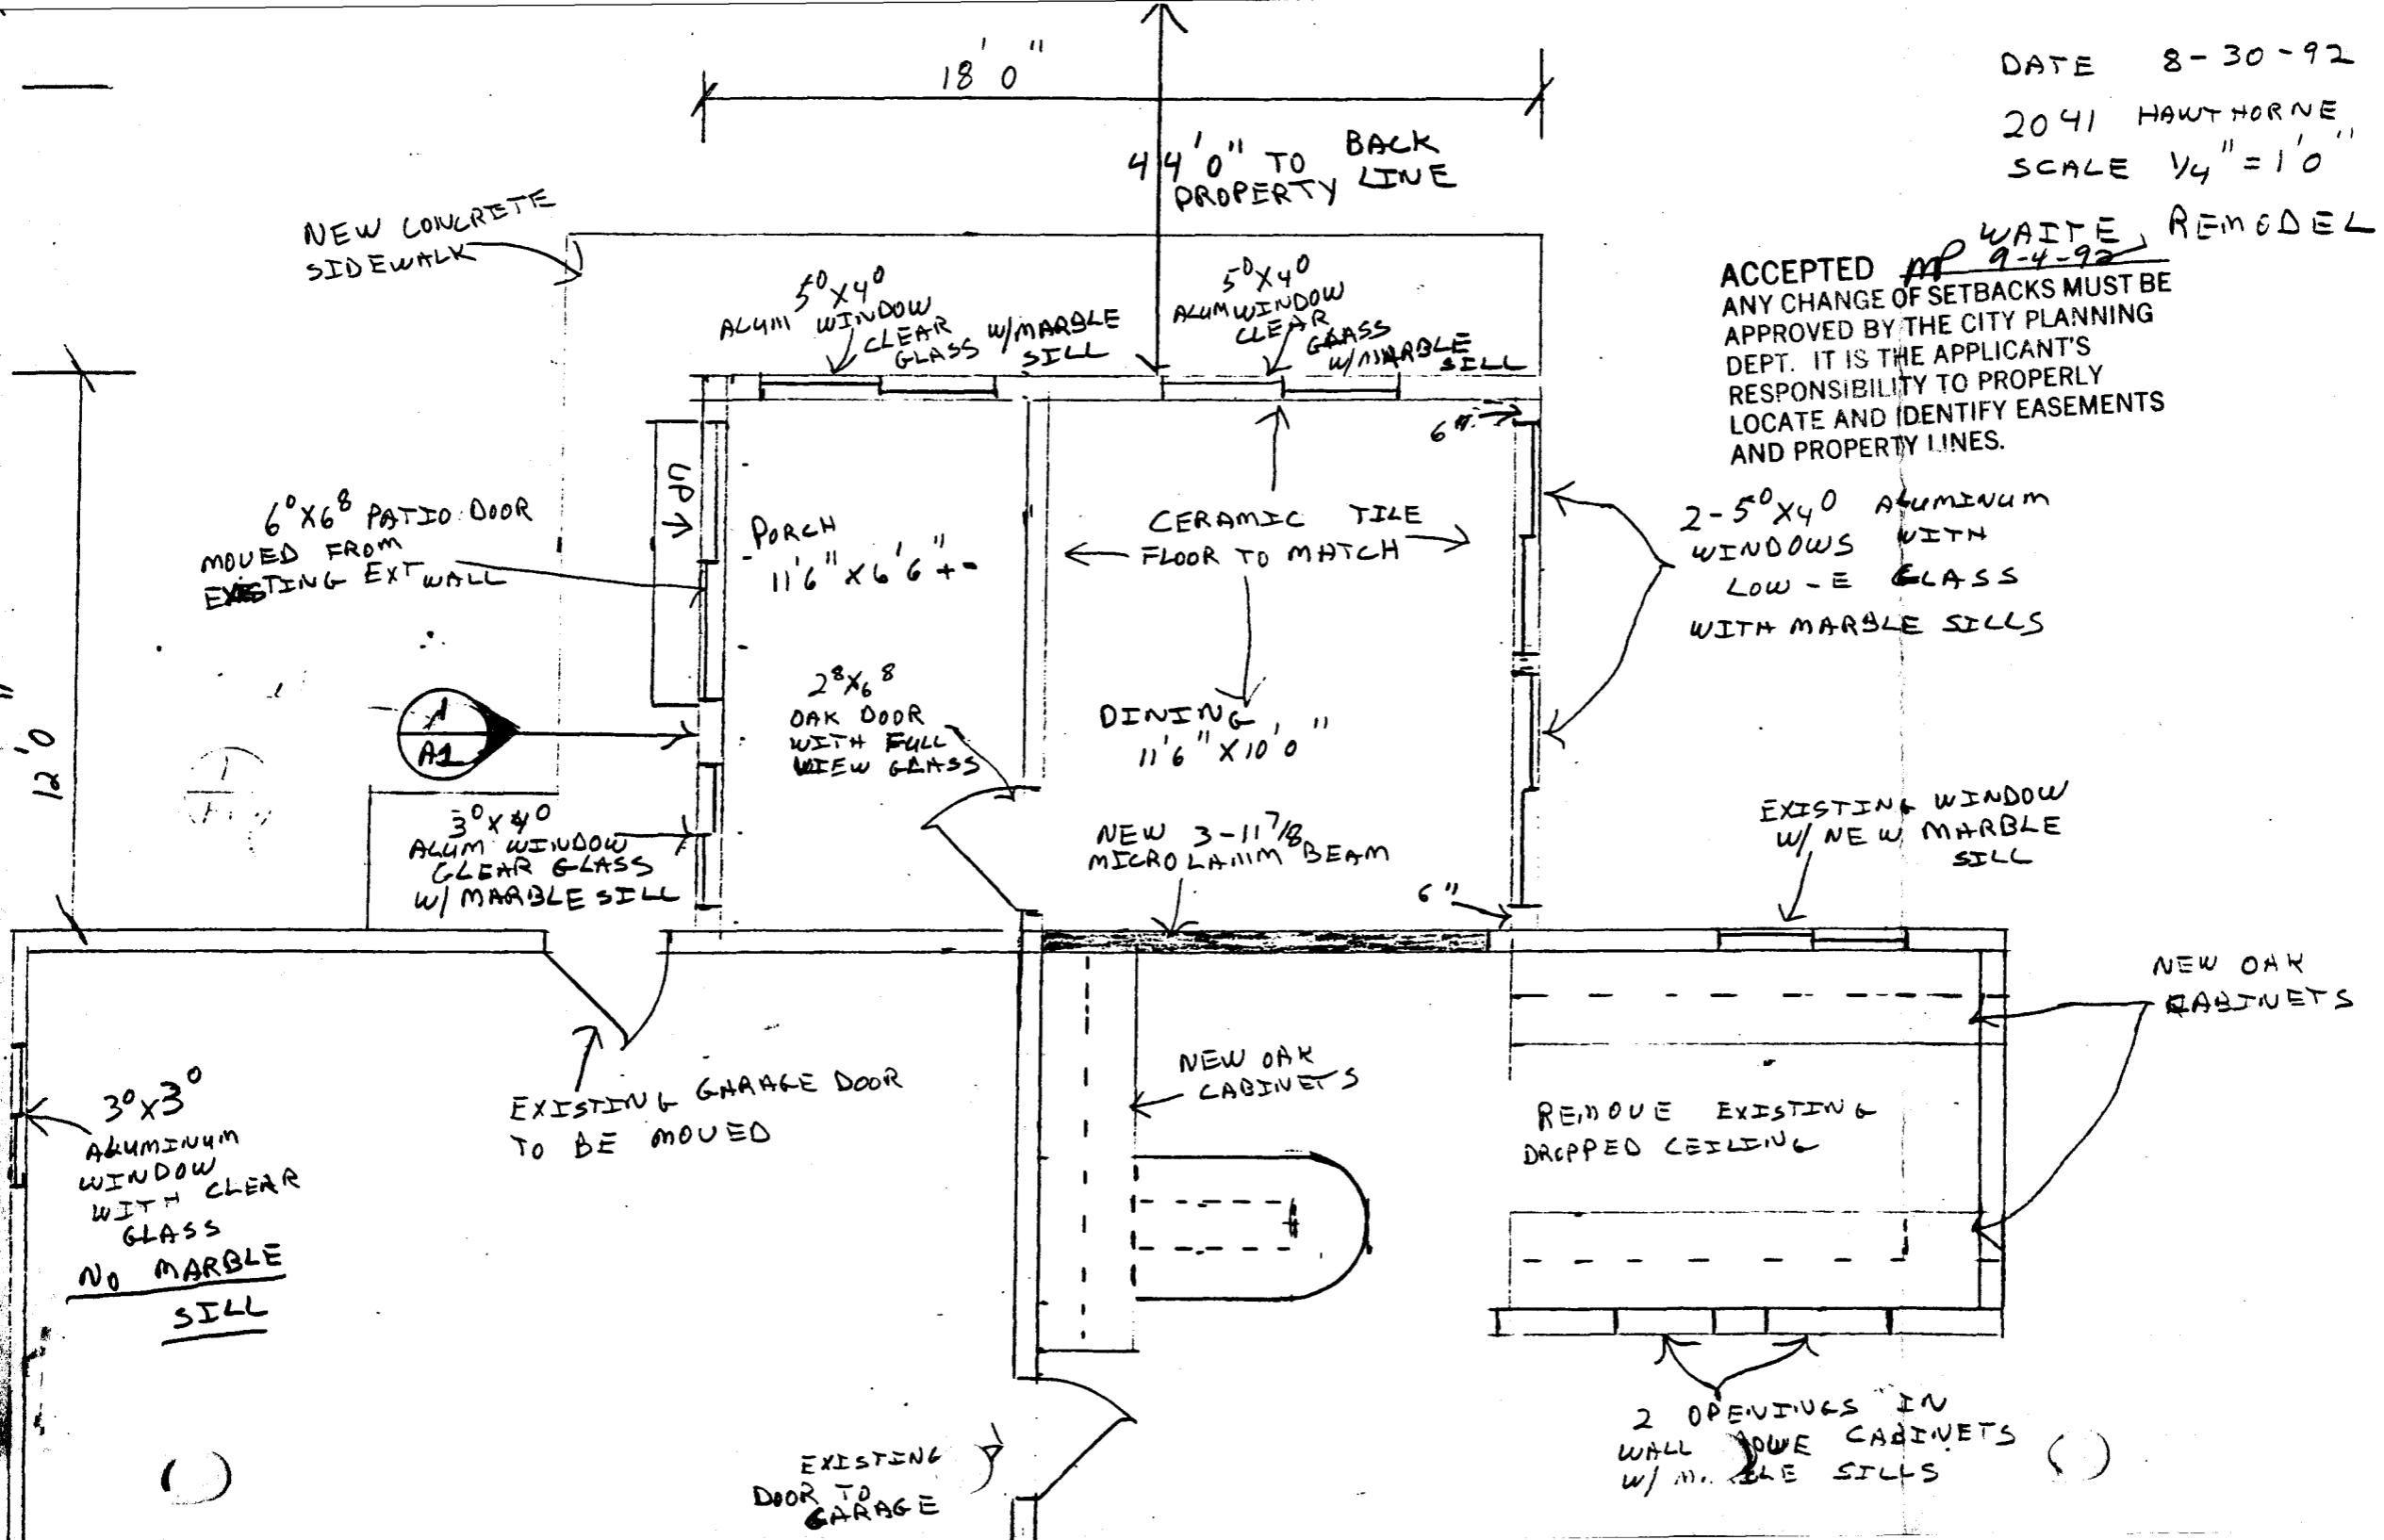 18'0"
DATE 8-30-92
2041 HAWTHORNE
SCALE 1/4" = 1'0"
WAITE REMODEL
44'0" TO BACK
PROPERTY LINE
ACCEPTED MP 9-4-92
ANY CHANGE OF SETBACKS MUST BE
APPROVED BY THE CITY PLANNING
DEPT. IT IS THE APPLICANT'S
RESPONSIBILITY TO PROPERLY
LOCATE AND IDENTIFY EASEMENTS
AND PROPERTY LINES.
NEW CONCRETE
SIDEWALK
5⁰X4⁰
ALUM WINDOW
CLEAR
GLASS W/MARBLE
SILL
5⁰X4⁰
ALUM WINDOW
CLEAR
GLASS
W/MARBLE
SILL
6"
UP
6⁰X6⁸ PATIO DOOR
MOVED FROM
EXISTING EXT WALL
PORCH
11'6" X 6'6" +-
CERAMIC TILE
FLOOR TO MATCH
2-5⁰X4⁰ ALUMINUM
WINDOWS WITH
LOW-E GLASS
WITH MARBLE SILLS
12'0"
1
A1
2⁸X6⁸
OAK DOOR
WITH FULL
VIEW GLASS
DINING
11'6" X 10'0"
3⁰X4⁰
ALUM WINDOW
CLEAR GLASS
W/ MARBLE SILL
NEW 3-11 7/8
MICROLAMM BEAM
6"
EXISTING WINDOW
W/ NEW MARBLE
SILL
NEW OAK
CABINETS
3⁰X3⁰
ALUMINUM
WINDOW
WITH CLEAR
GLASS
NO MARBLE
SILL
EXISTING GARAGE DOOR
TO BE MOVED
NEW OAK
CABINETS
REMOVE EXISTING
DROPPED CEILING
EXISTING
DOOR TO
GARAGE
2 OPENINGS IN
WALL CABINETS
W/ SILLS